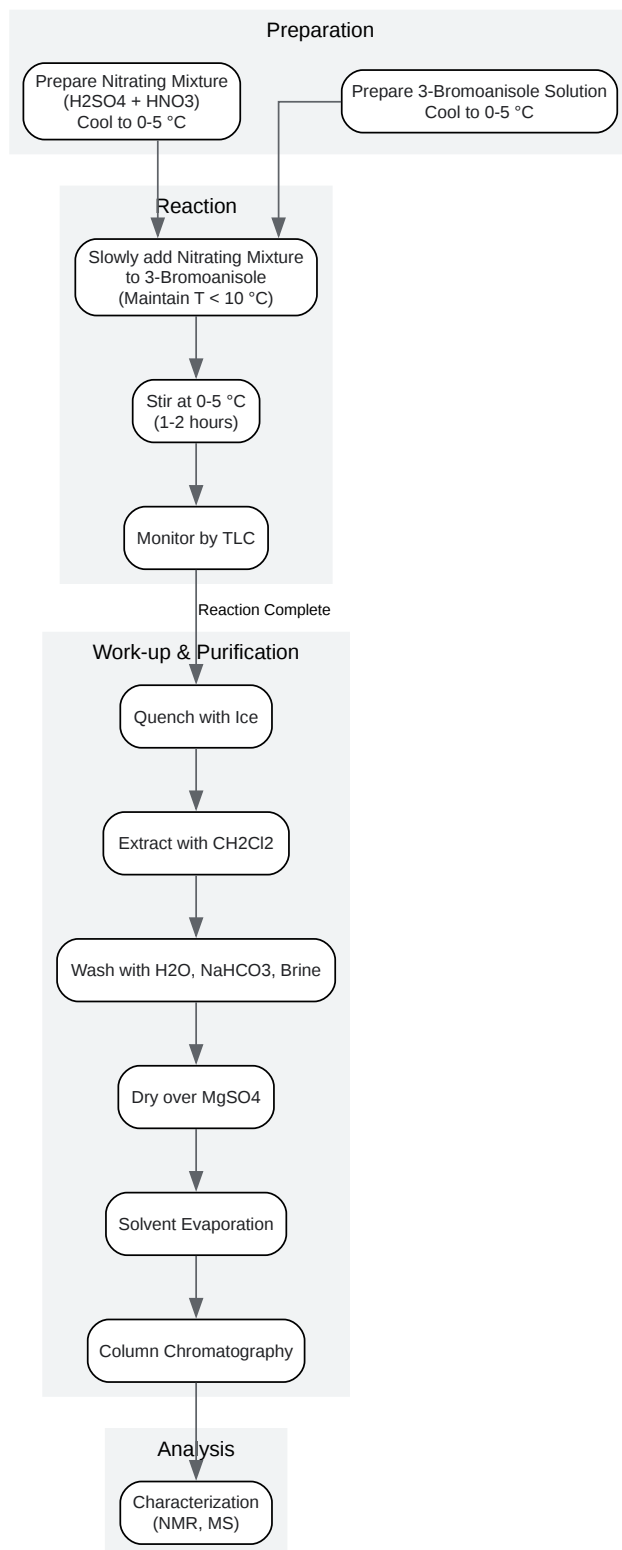 Preparation
Prepare Nitrating Mixture
(H2SO4 + HNO3)
Cool to 0-5 °C
Prepare 3-Bromoanisole Solution
Cool to 0-5 °C
Reaction
Slowly add Nitrating Mixture
to 3-Bromoanisole
(Maintain T < 10 °C)
Stir at 0-5 °C
(1-2 hours)
Monitor by TLC
Reaction Complete
Work-up & Purification
Quench with Ice
Extract with CH2Cl2
Wash with H2O, NaHCO3, Brine
Dry over MgSO4
Solvent Evaporation
Column Chromatography
Analysis
Characterization
(NMR, MS)